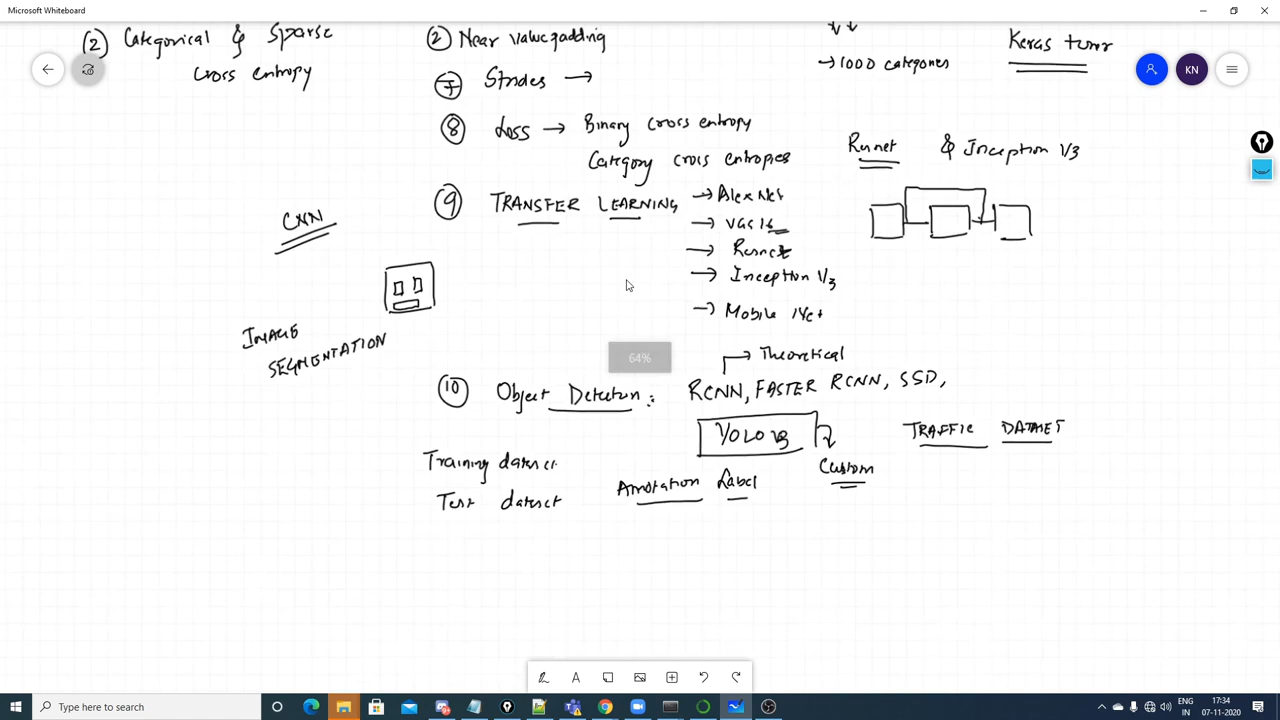 Microsoft Whiteboard
② Categorical & Sparse
cross entropy
② Near value padding
→ 1000 categories
Keras tuner
KN
⑦ Strides →
⑧ Loss → Binary cross entropy
Category cross entropies
Resnet & Inception V3
⑨ TRANSFER LEARNING → AlexNet
→ VGG 16
→ Resnet
→ Inception V3
→ Mobile Net
CNN
IMAGE
SEGMENTATION
64%
→ Theoretical
⑩ Object Detection : RCNN, FASTER RCNN, SSD,
YOLO V3
TRAFFIC DATASET
Custom
Training dataset
Test dataset
Annotation Label
Type here to search
ENG
IN
17:34
07-11-2020